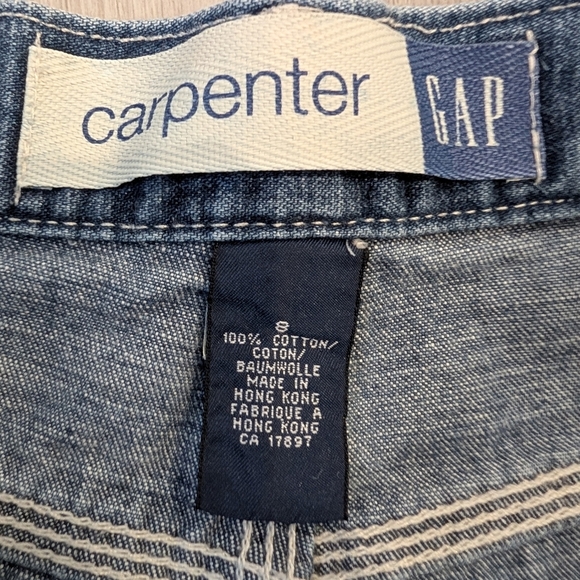 carpenter GAP
8
100% COTTON/
COTON/
BAUMWOLLE
MADE IN
HONG KONG
FABRIQUE A
HONG KONG
CA 17897